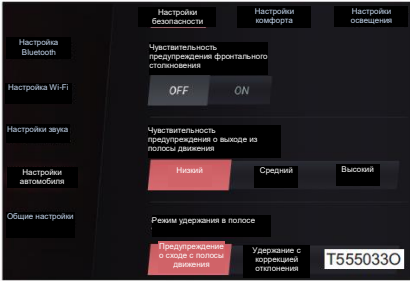 Настройки
безопасности
Настройки
комфорта
Настройки
освещения
Настройка
Bluetooth
Настройка Wi-Fi
Настройки звука
Настройки
автомобиля
Общие настройки
Чувствительность
предупреждения фронтального
столкновения
OFF
ON
Чувствительность
предупреждения о выходе из
полосы движения
Низкий
Средний
Высокий
Режим удержания в полосе
Предупреждение
о сходе с полосы
движения
Удержание с
коррекцией
отклонения
T555033O